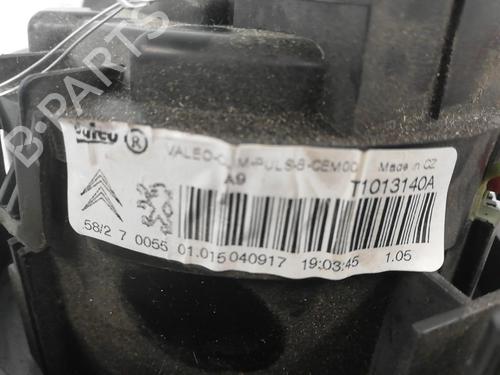 B-PARTS
Valeo ®
VALEO-CLIM-PULS-B-CEM00 Made in CZ
A9 T1013140A
58/2 7 0055 01.015 040917 19:03:45 1.05